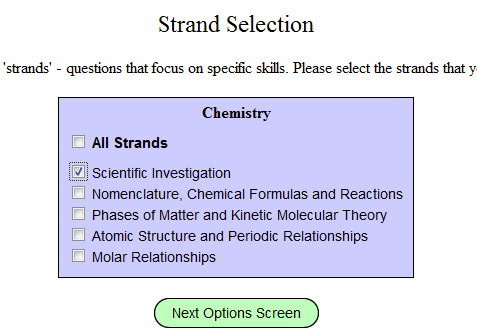 Strand Selection
'strands' - questions that focus on specific skills. Please select the strands that
Chemistry
All Strands
Scientific Investigation
Nomenclature, Chemical Formulas and Reactions
Phases of Matter and Kinetic Molecular Theory
Atomic Structure and Periodic Relationships
Molar Relationships
Next Options Screen